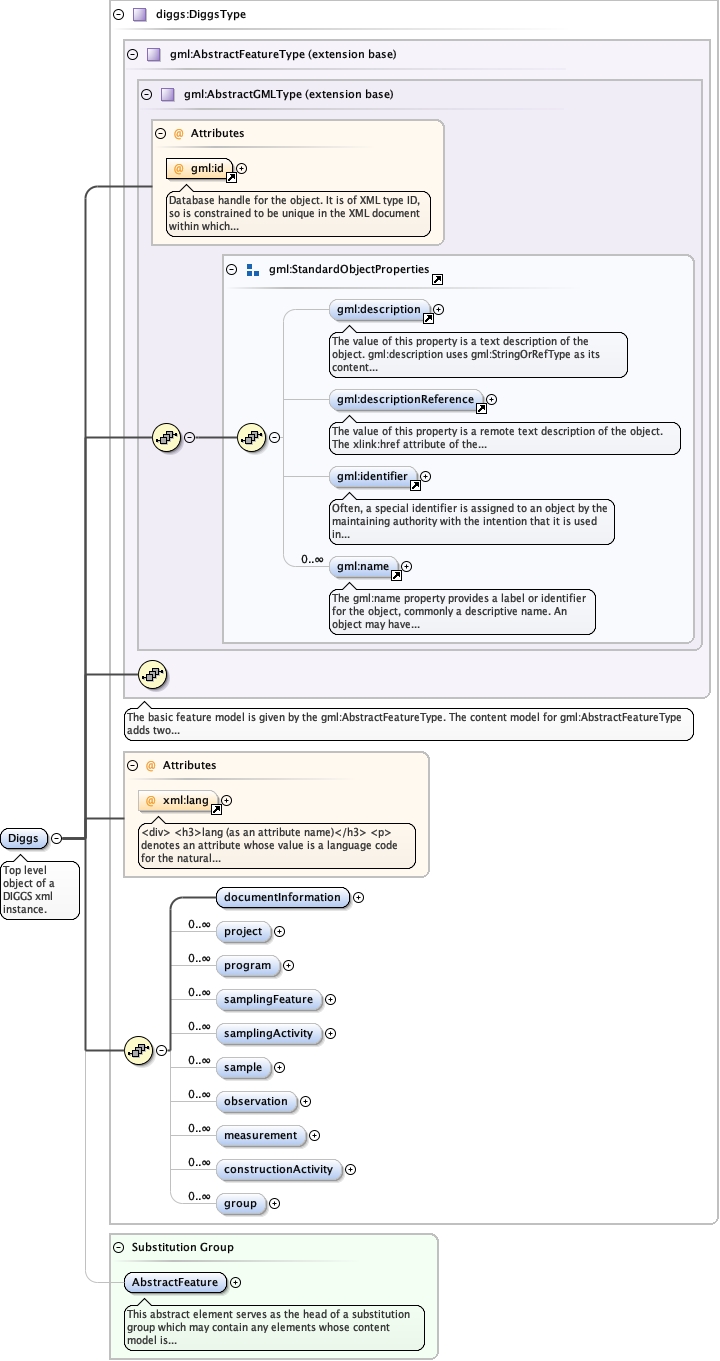 diggs:DiggsType
gml:AbstractFeatureType (extension base)
gml:AbstractGMLType (extension base)
@ Attributes
@ gml:id
Database handle for the object. It is of XML type ID,
so is constrained to be unique in the XML document
within which...
gml:StandardObjectProperties
gml:description
The value of this property is a text description of the
object. gml:description uses gml:StringOrRefType as its
content...
gml:descriptionReference
The value of this property is a remote text description of the object.
The xlink:href attribute of the...
gml:identifier
Often, a special identifier is assigned to an object by the
maintaining authority with the intention that it is used
in...
0..∞
gml:name
The gml:name property provides a label or identifier
for the object, commonly a descriptive name. An
object may have...
The basic feature model is given by the gml:AbstractFeatureType. The content model for gml:AbstractFeatureType
adds two...
@ Attributes
@ xml:lang
<div> <h3>lang (as an attribute name)</h3> <p>
denotes an attribute whose value is a language code
for the natural...
Diggs
Top level
object of a
DIGGS xml
instance.
documentInformation
0..∞ project
0..∞ program
0..∞ samplingFeature
0..∞ samplingActivity
0..∞ sample
0..∞ observation
0..∞ measurement
0..∞ constructionActivity
0..∞ group
Substitution Group
AbstractFeature
This abstract element serves as the head of a substitution
group which may contain any elements whose content
model is...